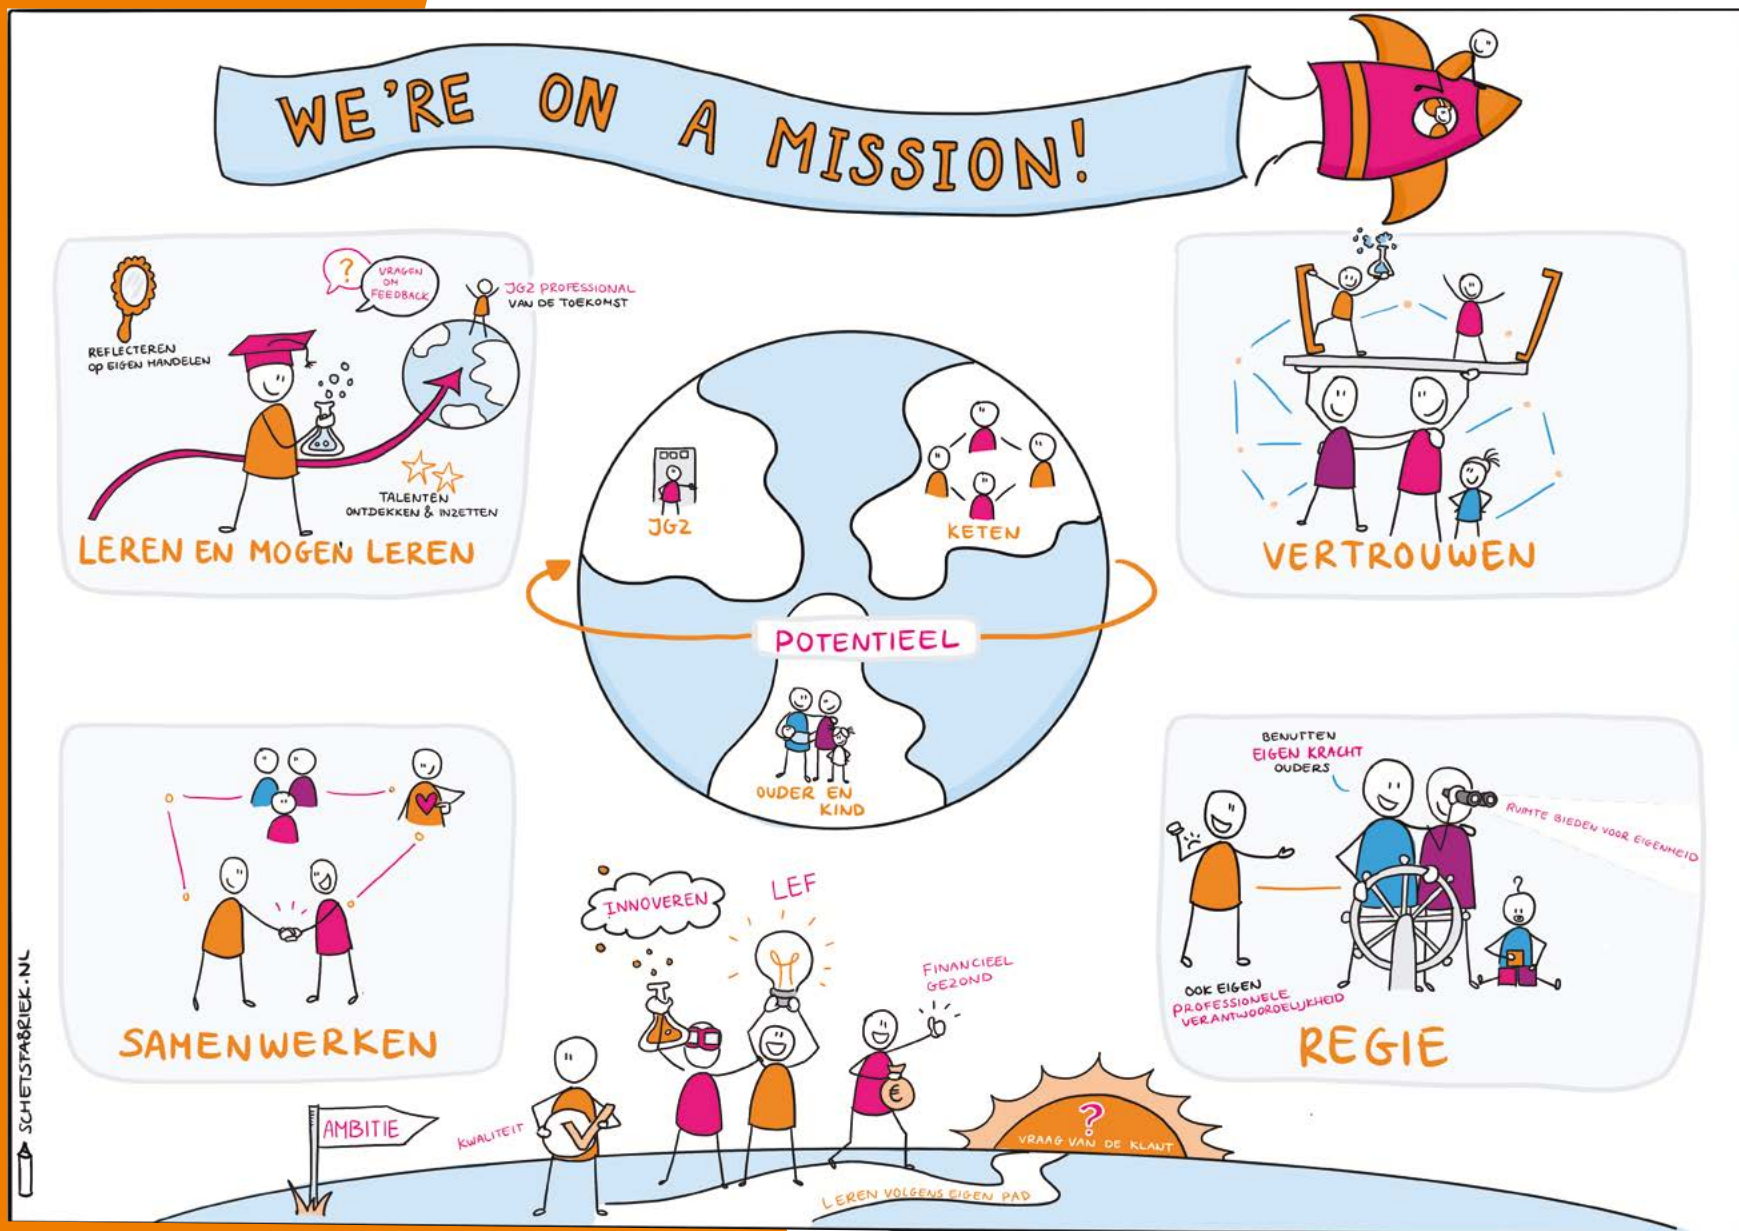 WE'RE ON A MISSION!
REFLECTEREN
OP EIGEN HANDELEN
?
VRAGEN
OM
FEEDBACK
JGZ PROFESSIONAL
VAN DE TOEKOMST
TALENTEN
ONTDEKKEN & INZETTEN
LEREN EN MOGEN LEREN
JGZ
KETEN
POTENTIEEL
OUDER EN
KIND
VERTROUWEN
SAMENWERKEN
BENUTTEN
EIGEN KRACHT
OUDERS
RUIMTE BIEDEN VOOR EIGENHEID
?
OOK EIGEN
PROFESSIONELE
VERANTWOORDELIJKHEID
REGIE
INNOVEREN
LEF
FINANCIEEL
GEZOND
€
AMBITIE
KWALITEIT
?
VRAAG VAN DE KLANT
LEREN VOLGENS EIGEN PAD
SCHETSFABRIEK.NL